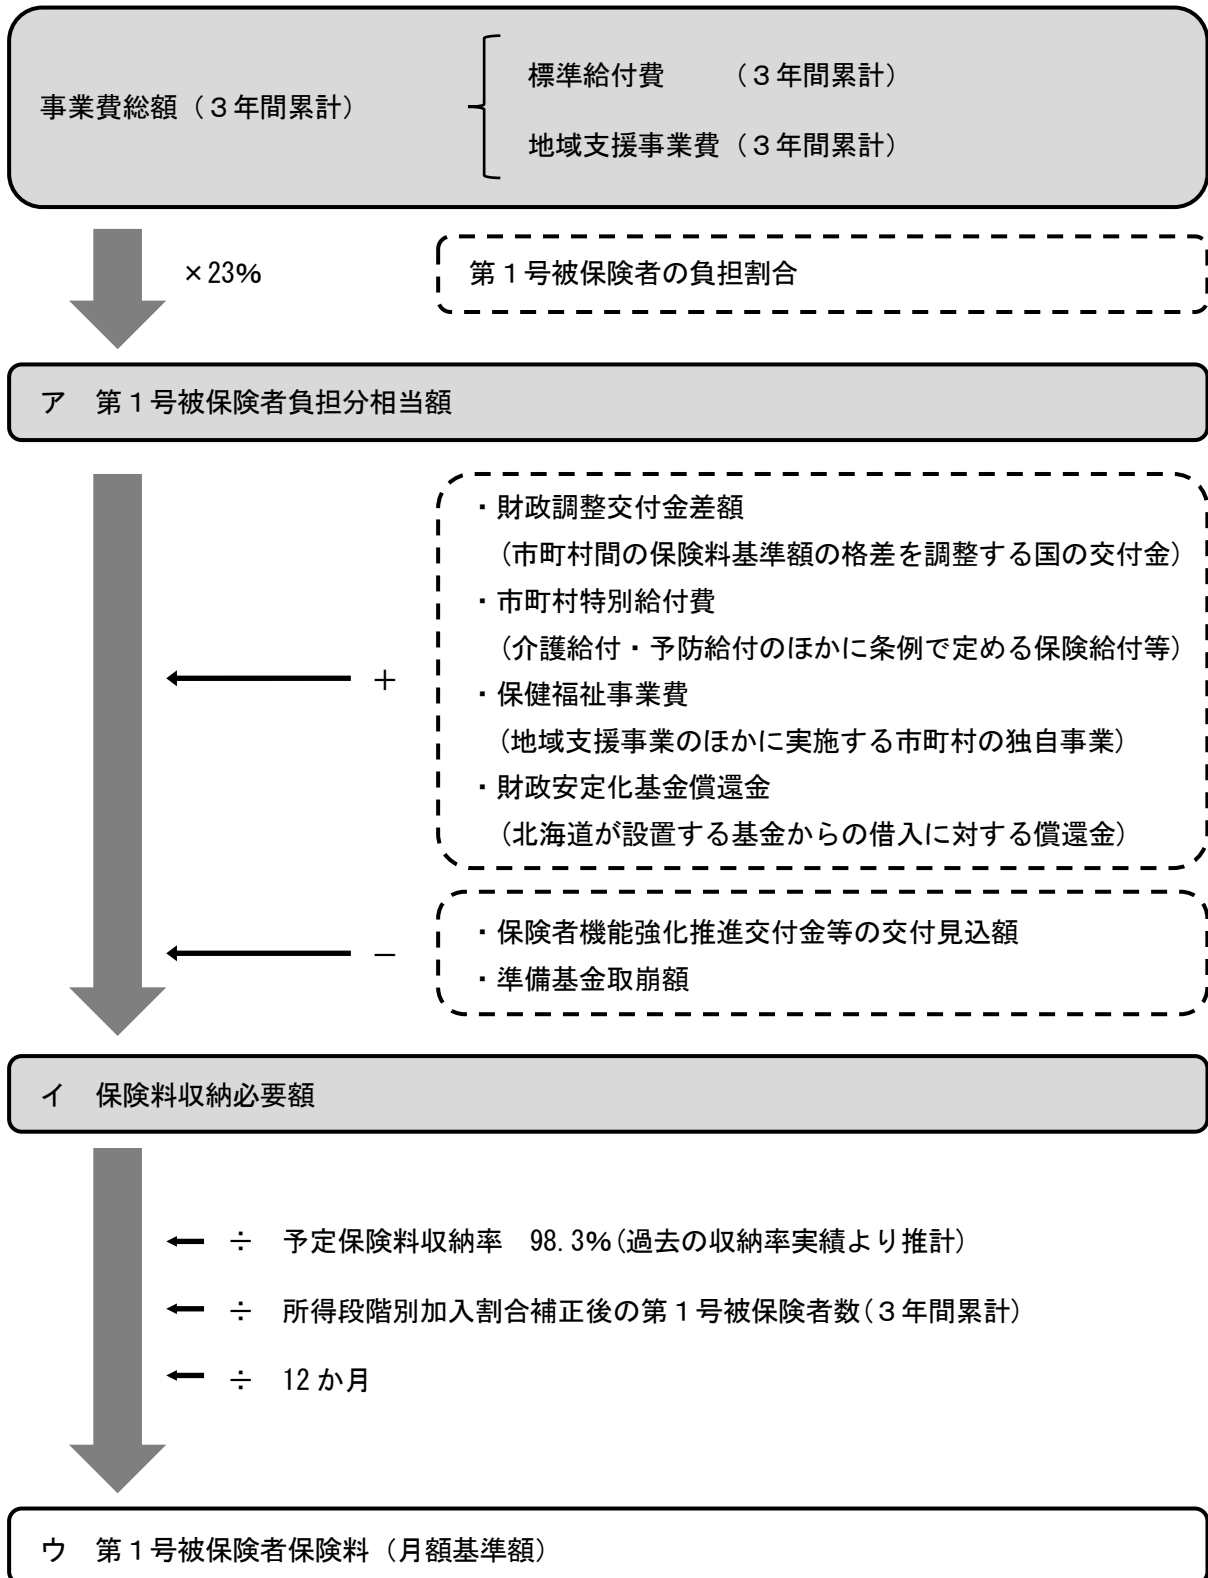 事業費総額(3年間累計)
標準給付費 (3年間累計)
地域支援事業費(3年間累計)
×23%
第1号被保険者の負担割合
ア 第1号被保険者負担分相当額
・財政調整交付金差額
(市町村間の保険料基準額の格差を調整する国の交付金)
・市町村特別給付費
(介護給付・予防給付のほかに条例で定める保険給付等)
・保健福祉事業費
(地域支援事業のほかに実施する市町村の独自事業)
・財政安定化基金償還金
(北海道が設置する基金からの借入に対する償還金)
+
・保険者機能強化推進交付金等の交付見込額
・準備基金取崩額
-
イ 保険料収納必要額
÷ 予定保険料収納率 98.3%(過去の収納率実績より推計)
÷ 所得段階別加入割合補正後の第1号被保険者数(3年間累計)
÷ 12か月
ウ 第1号被保険者保険料(月額基準額)